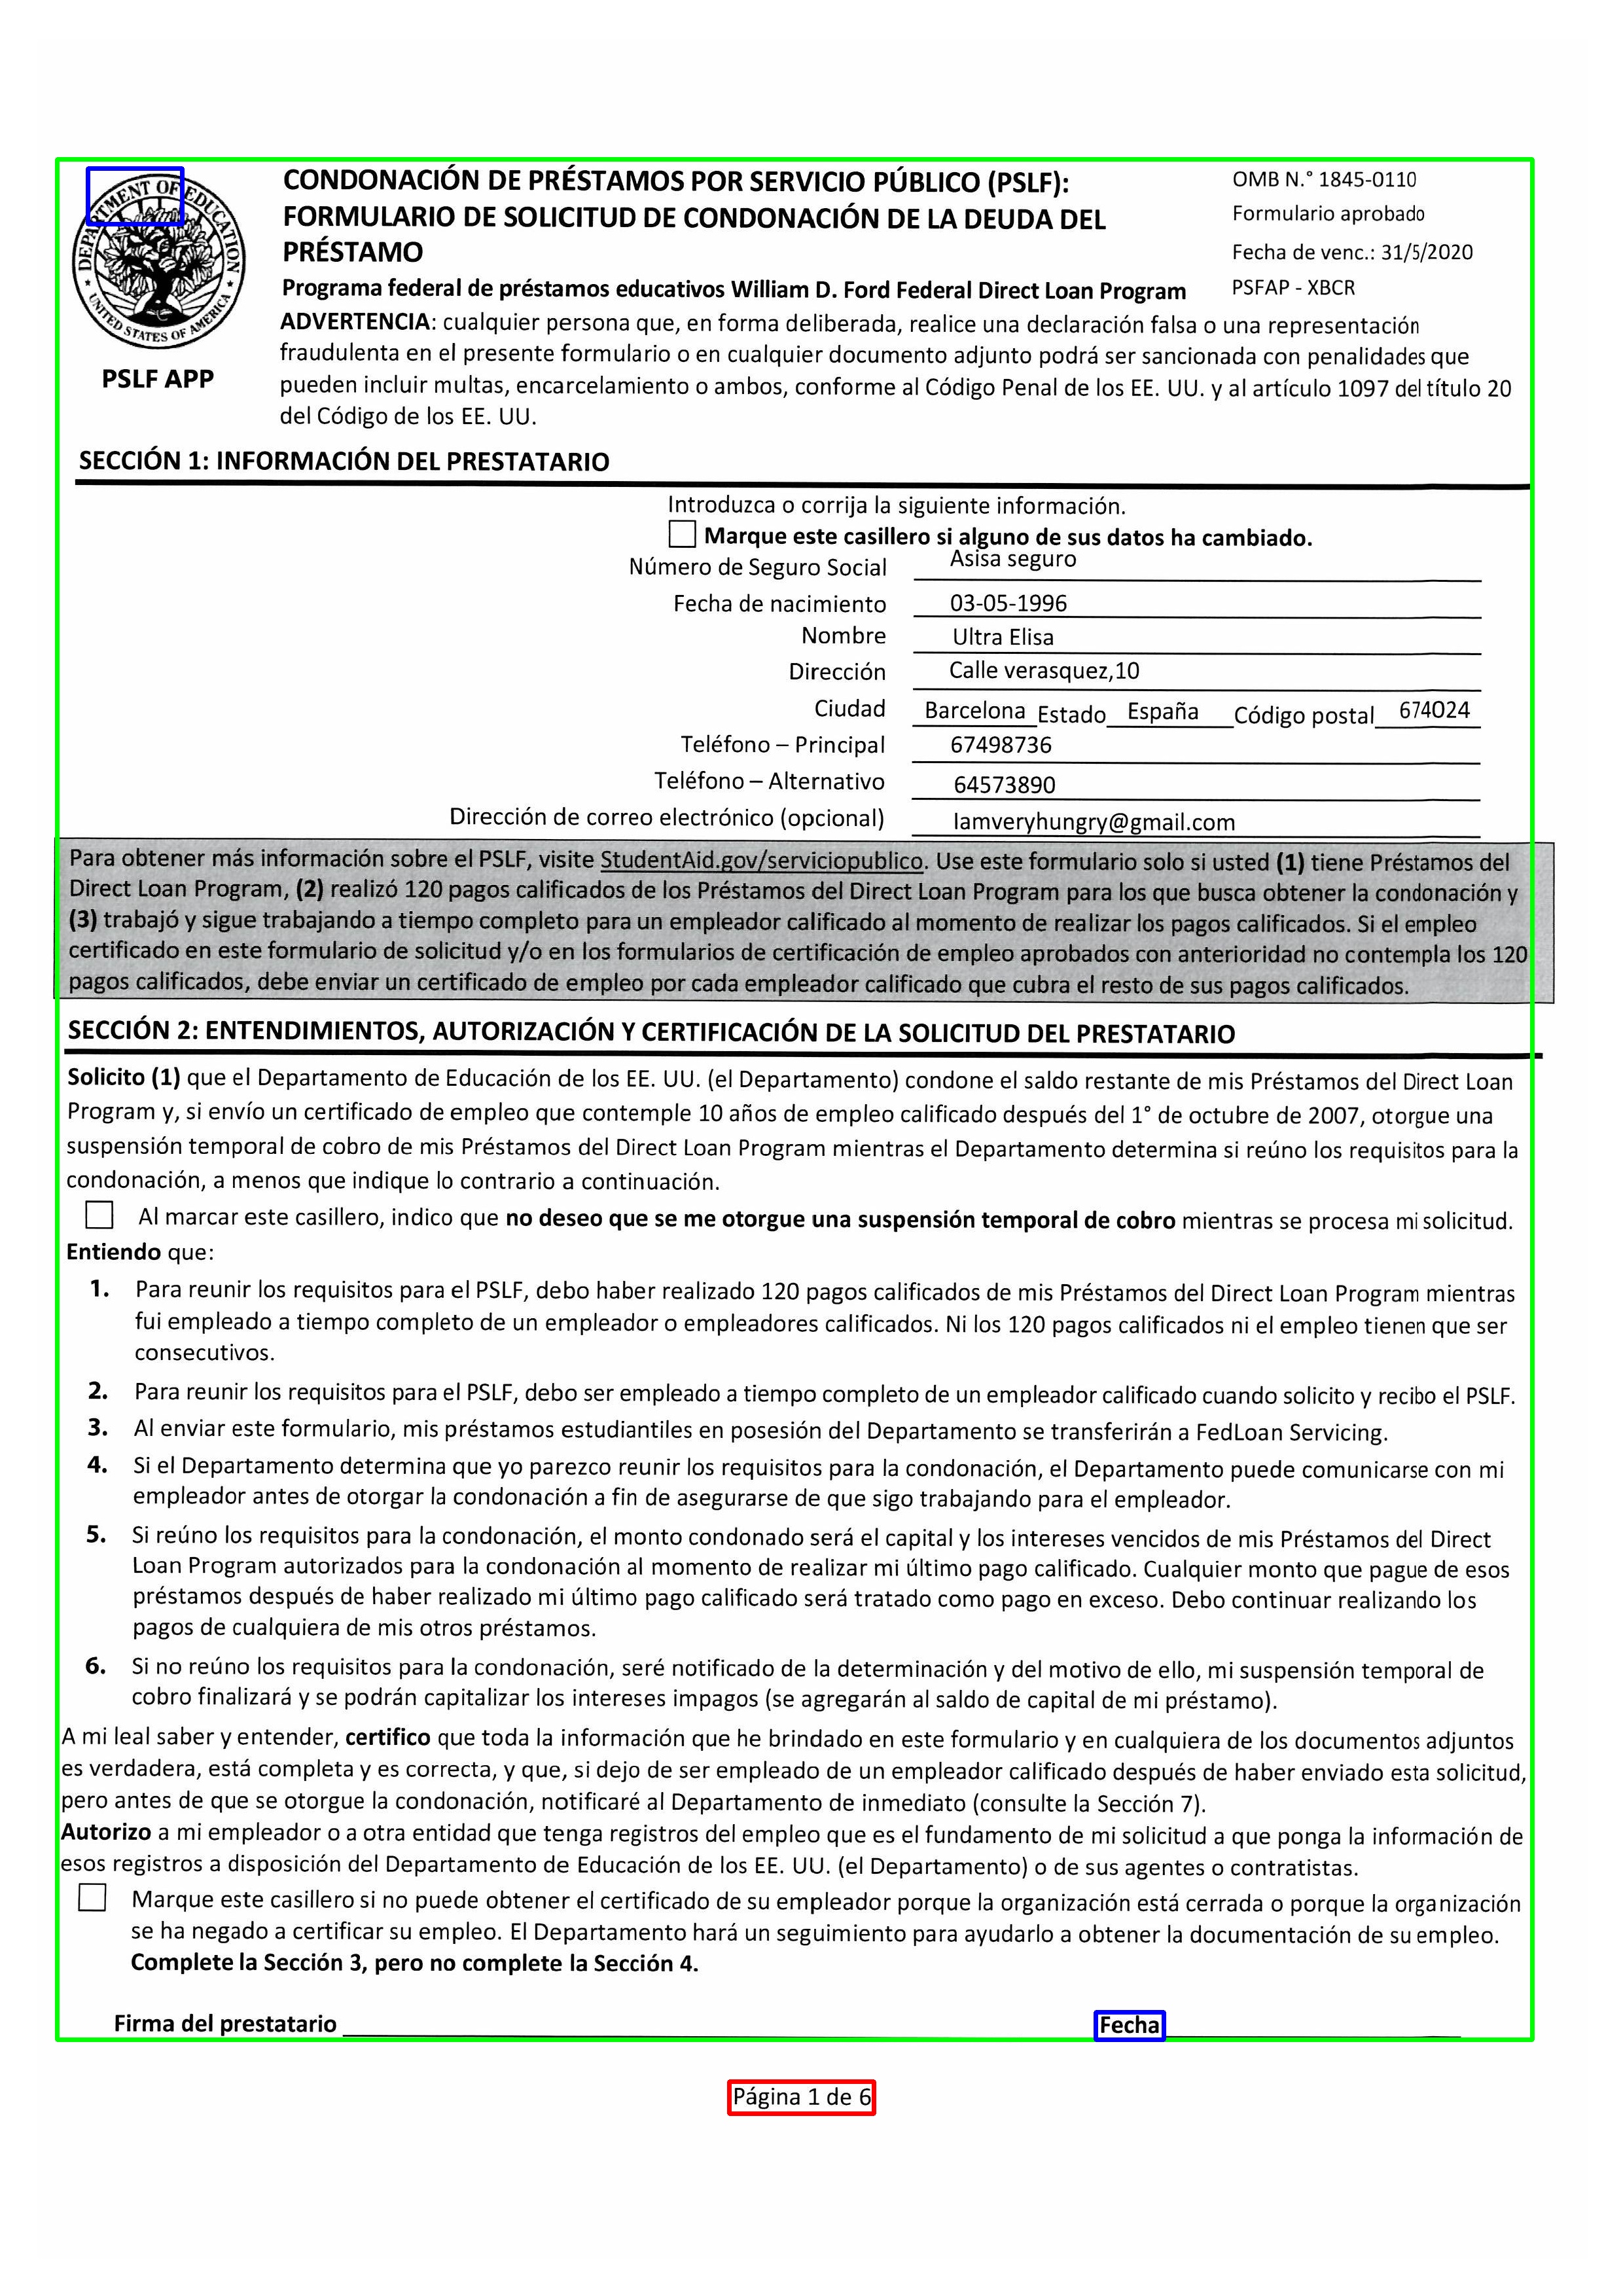 DEPARTMENT OF EDUCATION
UNITED STATES OF AMERICA
PSLF APP
CONDONACIÓN DE PRÉSTAMOS POR SERVICIO PÚBLICO (PSLF):
FORMULARIO DE SOLICITUD DE CONDONACIÓN DE LA DEUDA DEL
PRÉSTAMO
Programa federal de préstamos educativos William D. Ford Federal Direct Loan Program
OMB N.° 1845-0110
Formulario aprobado
Fecha de venc.: 31/5/2020
PSFAP - XBCR
ADVERTENCIA: cualquier persona que, en forma deliberada, realice una declaración falsa o una representación
fraudulenta en el presente formulario o en cualquier documento adjunto podrá ser sancionada con penalidades que
pueden incluir multas, encarcelamiento o ambos, conforme al Código Penal de los EE. UU. y al artículo 1097 del título 20
del Código de los EE. UU.
SECCIÓN 1: INFORMACIÓN DEL PRESTATARIO
Introduzca o corrija la siguiente información.
Marque este casillero si alguno de sus datos ha cambiado.
Número de Seguro Social Asisa seguro
Fecha de nacimiento 03-05-1996
Nombre Ultra Elisa
Dirección Calle verasquez,10
Ciudad Barcelona Estado España Código postal 674024
Teléfono – Principal 67498736
Teléfono – Alternativo 64573890
Dirección de correo electrónico (opcional) Iamveryhungry@gmail.com
Para obtener más información sobre el PSLF, visite StudentAid.gov/serviciopublico. Use este formulario solo si usted (1) tiene Préstamos del
Direct Loan Program, (2) realizó 120 pagos calificados de los Préstamos del Direct Loan Program para los que busca obtener la condonación y
(3) trabajó y sigue trabajando a tiempo completo para un empleador calificado al momento de realizar los pagos calificados. Si el empleo
certificado en este formulario de solicitud y/o en los formularios de certificación de empleo aprobados con anterioridad no contempla los 120
pagos calificados, debe enviar un certificado de empleo por cada empleador calificado que cubra el resto de sus pagos calificados.
SECCIÓN 2: ENTENDIMIENTOS, AUTORIZACIÓN Y CERTIFICACIÓN DE LA SOLICITUD DEL PRESTATARIO
Solicito (1) que el Departamento de Educación de los EE. UU. (el Departamento) condone el saldo restante de mis Préstamos del Direct Loan
Program y, si envío un certificado de empleo que contemple 10 años de empleo calificado después del 1° de octubre de 2007, otorgue una
suspensión temporal de cobro de mis Préstamos del Direct Loan Program mientras el Departamento determina si reúno los requisitos para la
condonación, a menos que indique lo contrario a continuación.
Al marcar este casillero, indico que no deseo que se me otorgue una suspensión temporal de cobro mientras se procesa mi solicitud.
Entiendo que:
1. Para reunir los requisitos para el PSLF, debo haber realizado 120 pagos calificados de mis Préstamos del Direct Loan Program mientras
fui empleado a tiempo completo de un empleador o empleadores calificados. Ni los 120 pagos calificados ni el empleo tienen que ser
consecutivos.
2. Para reunir los requisitos para el PSLF, debo ser empleado a tiempo completo de un empleador calificado cuando solicito y recibo el PSLF.
3. Al enviar este formulario, mis préstamos estudiantiles en posesión del Departamento se transferirán a FedLoan Servicing.
4. Si el Departamento determina que yo parezco reunir los requisitos para la condonación, el Departamento puede comunicarse con mi
empleador antes de otorgar la condonación a fin de asegurarse de que sigo trabajando para el empleador.
5. Si reúno los requisitos para la condonación, el monto condonado será el capital y los intereses vencidos de mis Préstamos del Direct
Loan Program autorizados para la condonación al momento de realizar mi último pago calificado. Cualquier monto que pague de esos
préstamos después de haber realizado mi último pago calificado será tratado como pago en exceso. Debo continuar realizando los
pagos de cualquiera de mis otros préstamos.
6. Si no reúno los requisitos para la condonación, seré notificado de la determinación y del motivo de ello, mi suspensión temporal de
cobro finalizará y se podrán capitalizar los intereses impagos (se agregarán al saldo de capital de mi préstamo).
A mi leal saber y entender, certifico que toda la información que he brindado en este formulario y en cualquiera de los documentos adjuntos
es verdadera, está completa y es correcta, y que, si dejo de ser empleado de un empleador calificado después de haber enviado esta solicitud,
pero antes de que se otorgue la condonación, notificaré al Departamento de inmediato (consulte la Sección 7).
Autorizo a mi empleador o a otra entidad que tenga registros del empleo que es el fundamento de mi solicitud a que ponga la información de
esos registros a disposición del Departamento de Educación de los EE. UU. (el Departamento) o de sus agentes o contratistas.
Marque este casillero si no puede obtener el certificado de su empleador porque la organización está cerrada o porque la organización
se ha negado a certificar su empleo. El Departamento hará un seguimiento para ayudarlo a obtener la documentación de su empleo.
Complete la Sección 3, pero no complete la Sección 4.
Firma del prestatario Fecha
Página 1 de 6